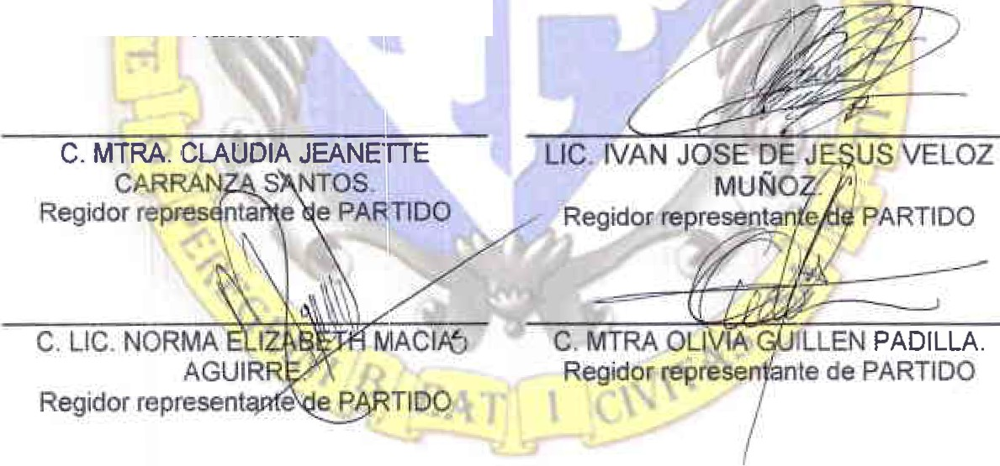 C. MTRA. CLAUDIA JEANETTE
CARRANZA SANTOS.
Regidor representante de PARTIDO
LIC. IVAN JOSE DE JESUS VELOZ
MUÑOZ.
Regidor representante de PARTIDO
C. LIC. NORMA ELIZABETH MACIAS
AGUIRRE
Regidor representante de PARTIDO
C. MTRA OLIVIA GUILLEN PADILLA.
Regidor representante de PARTIDO